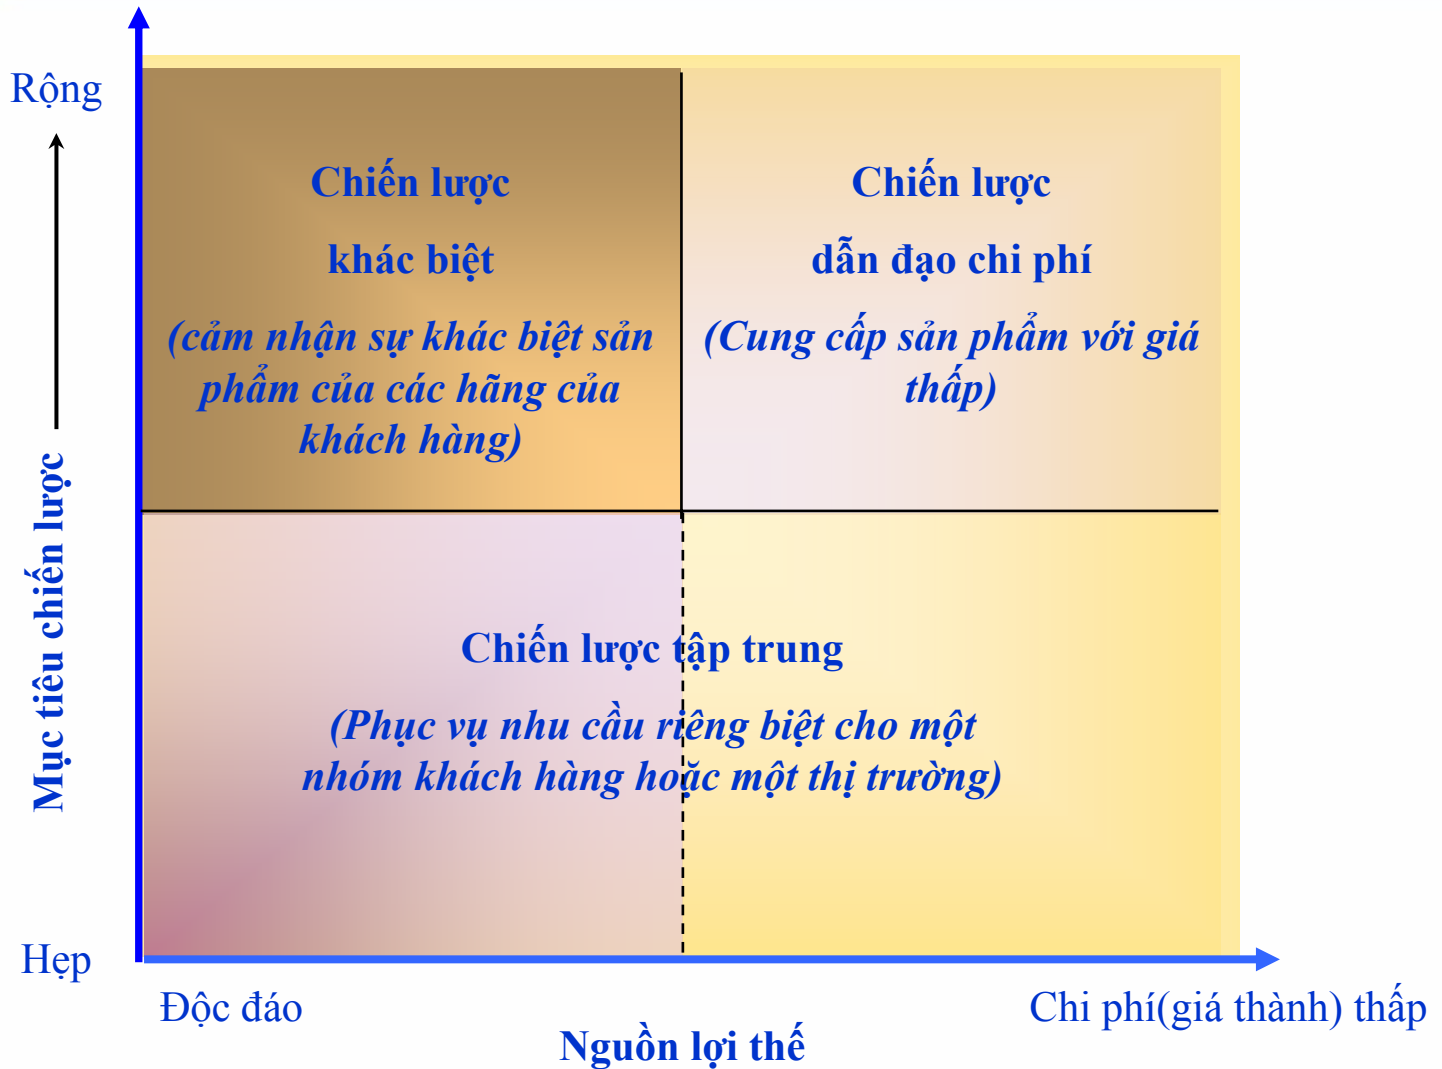 Rộng
Chiến lược
khác biệt
(cảm nhận sự khác biệt sản
phẩm của các hãng của
khách hàng)
Chiến lược
dẫn đạo chi phí
(Cung cấp sản phẩm với giá
thấp)
Mục tiêu chiến lược
Chiến lược tập trung
(Phục vụ nhu cầu riêng biệt cho một
nhóm khách hàng hoặc một thị trường)
Hẹp
Độc đáo
Chi phí(giá thành) thấp
Nguồn lợi thế